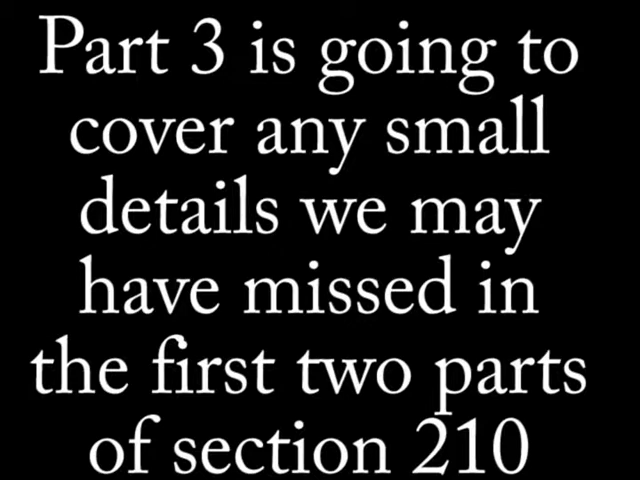 Part 3 is going to
cover any small
details we may
have missed in
the first two parts
of section 210